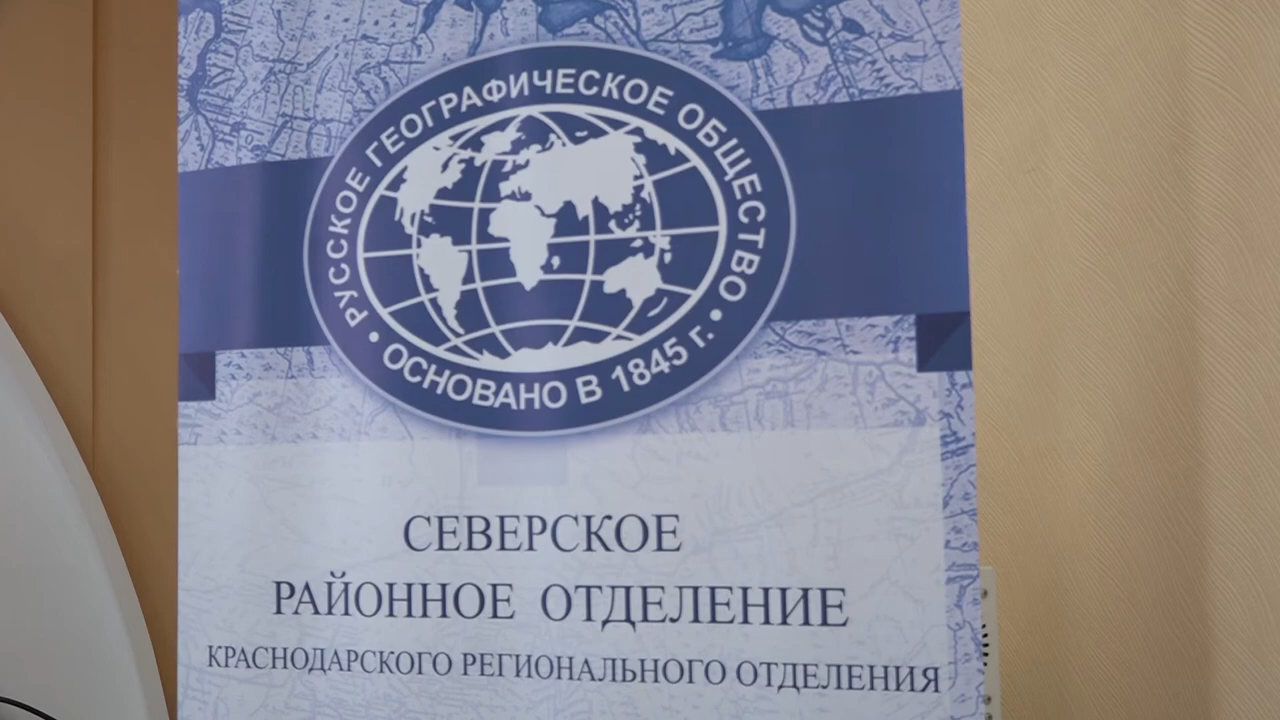 • РУССКОЕ ГЕОГРАФИЧЕСКОЕ ОБЩЕСТВО •
ОСНОВАНО В 1845 г.
СЕВЕРСКОЕ
РАЙОННОЕ ОТДЕЛЕНИЕ
КРАСНОДАРСКОГО РЕГИОНАЛЬНОГО ОТДЕЛЕНИЯ